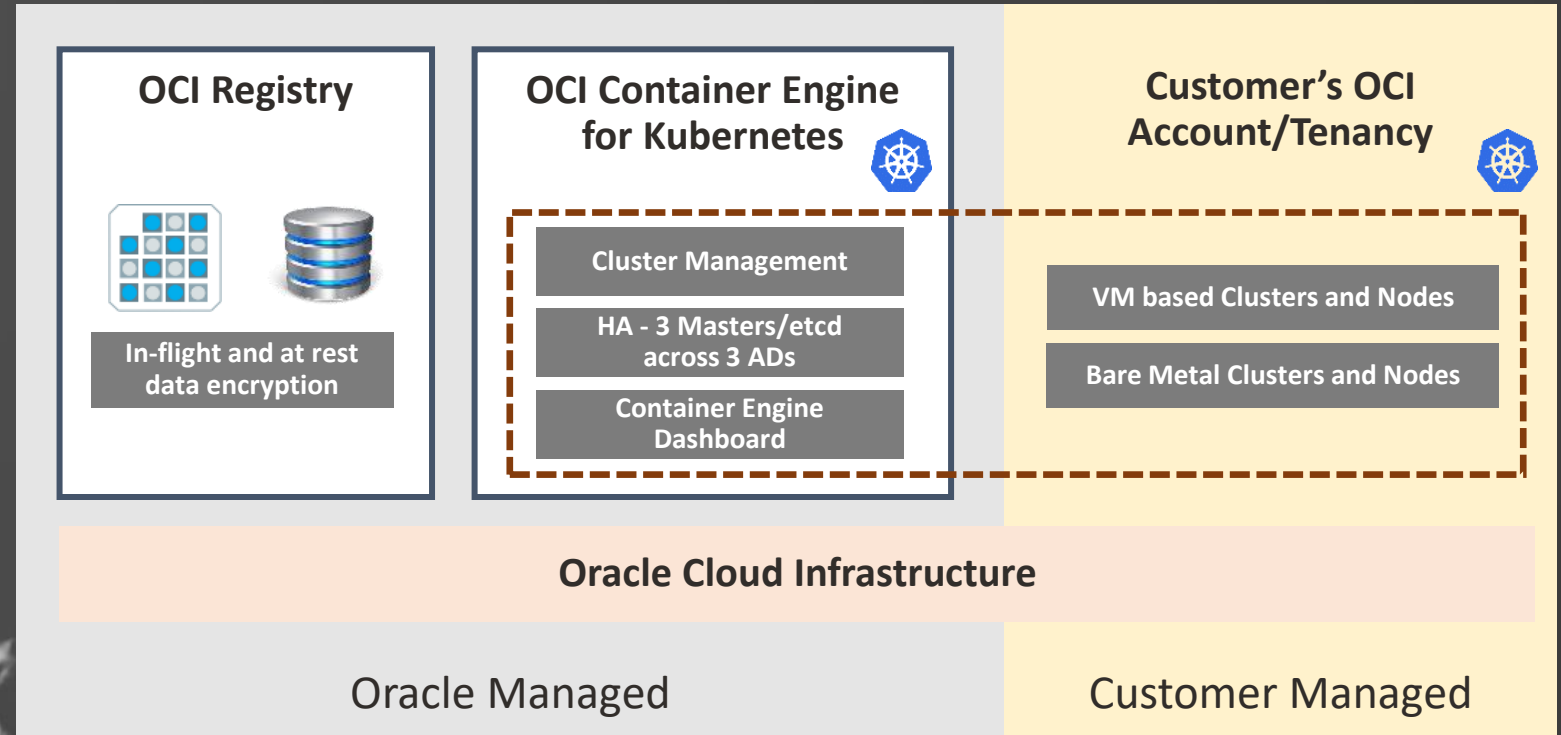 OCI Registry
In-flight and at rest
data encryption
OCI Container Engine
for Kubernetes
Cluster Management
HA - 3 Masters/etcd
across 3 ADs
Container Engine
Dashboard
Customer’s OCI
Account/Tenancy
VM based Clusters and Nodes
Bare Metal Clusters and Nodes
Oracle Cloud Infrastructure
Oracle Managed
Customer Managed